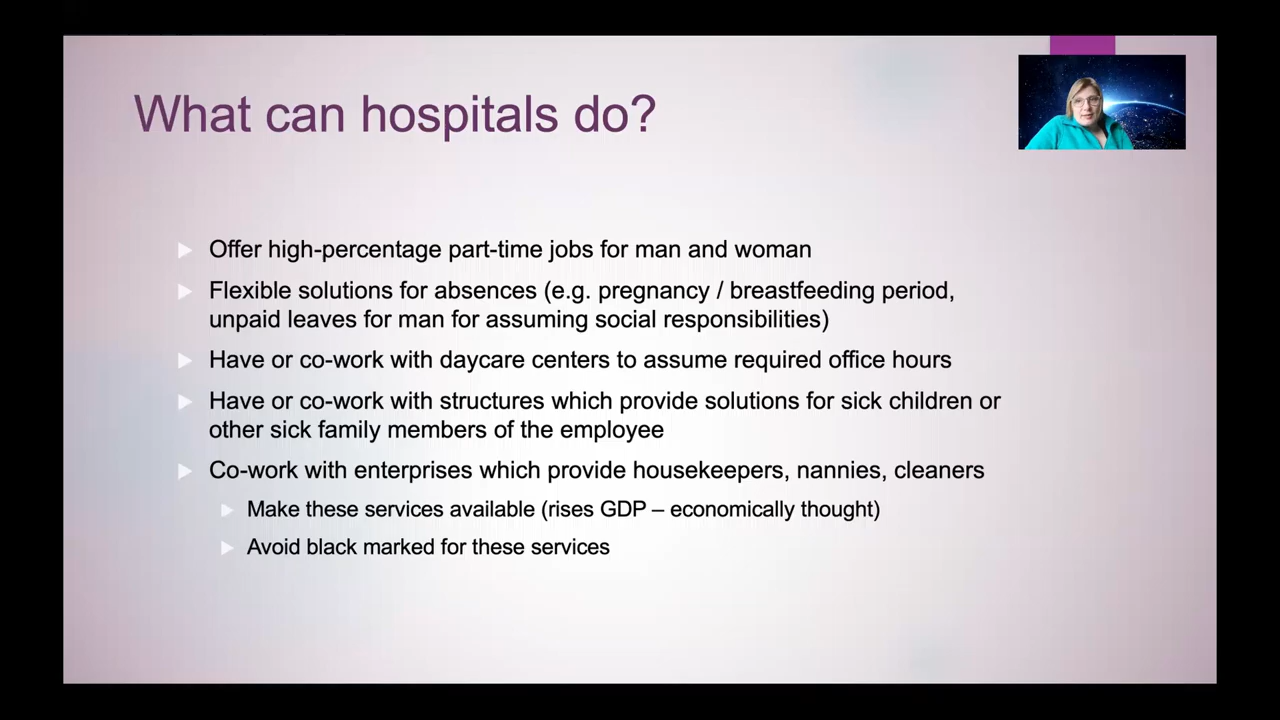 What can hospitals do?
Offer high-percentage part-time jobs for man and woman
Flexible solutions for absences (e.g. pregnancy / breastfeeding period,
unpaid leaves for man for assuming social responsibilities)
Have or co-work with daycare centers to assume required office hours
Have or co-work with structures which provide solutions for sick children or
other sick family members of the employee
Co-work with enterprises which provide housekeepers, nannies, cleaners
Make these services available (rises GDP – economically thought)
Avoid black marked for these services